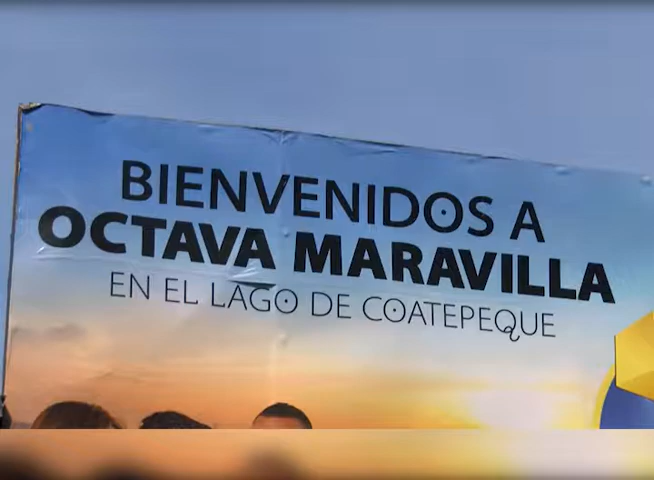 BIENVENIDOS A
OCTAVA MARAVILLA
EN EL LAGO DE COATEPEQUE